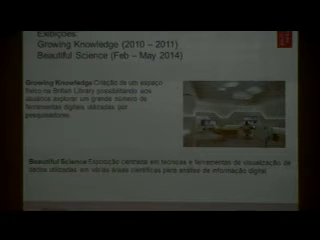 Exibições:
Growing Knowledge (2010 – 2011)
Beautiful Science (Feb – May 2014)
Growing Knowledge Criação de um espaço
físico na British Library possibilitando aos
usuários explorar um grande número de
ferramentas digitais utilizadas por
pesquisadores.
Beautiful Science Exposição centrada em técnicas e ferramentas de visualização de
dados utilizadas em várias áreas científicas para análise de informação digital.